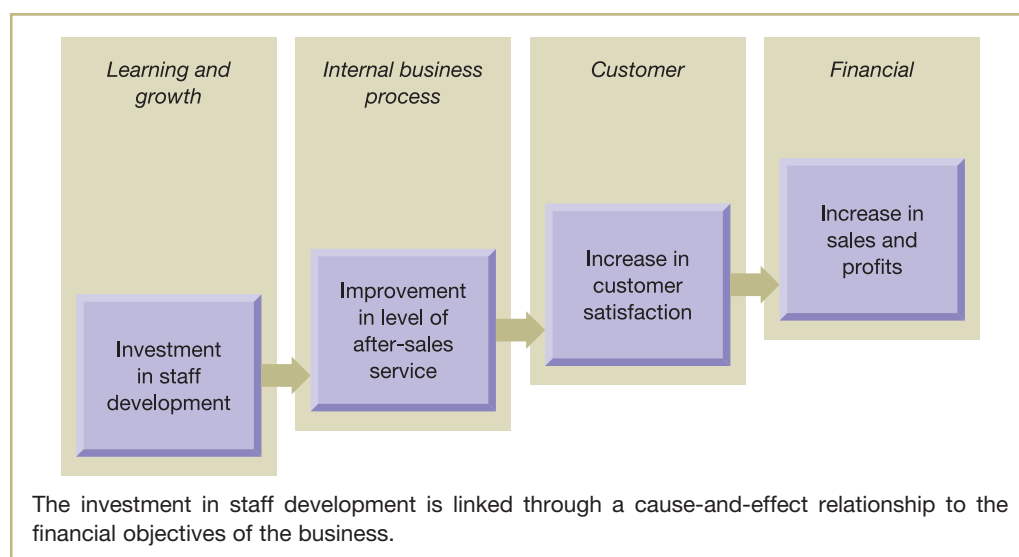 Learning and
growth
Internal business
process
Customer
Financial
Investment
in staff
development
Improvement
in level of
after-sales
service
Increase in
customer
satisfaction
Increase in
sales and
profits
The investment in staff development is linked through a cause-and-effect relationship to the
financial objectives of the business.